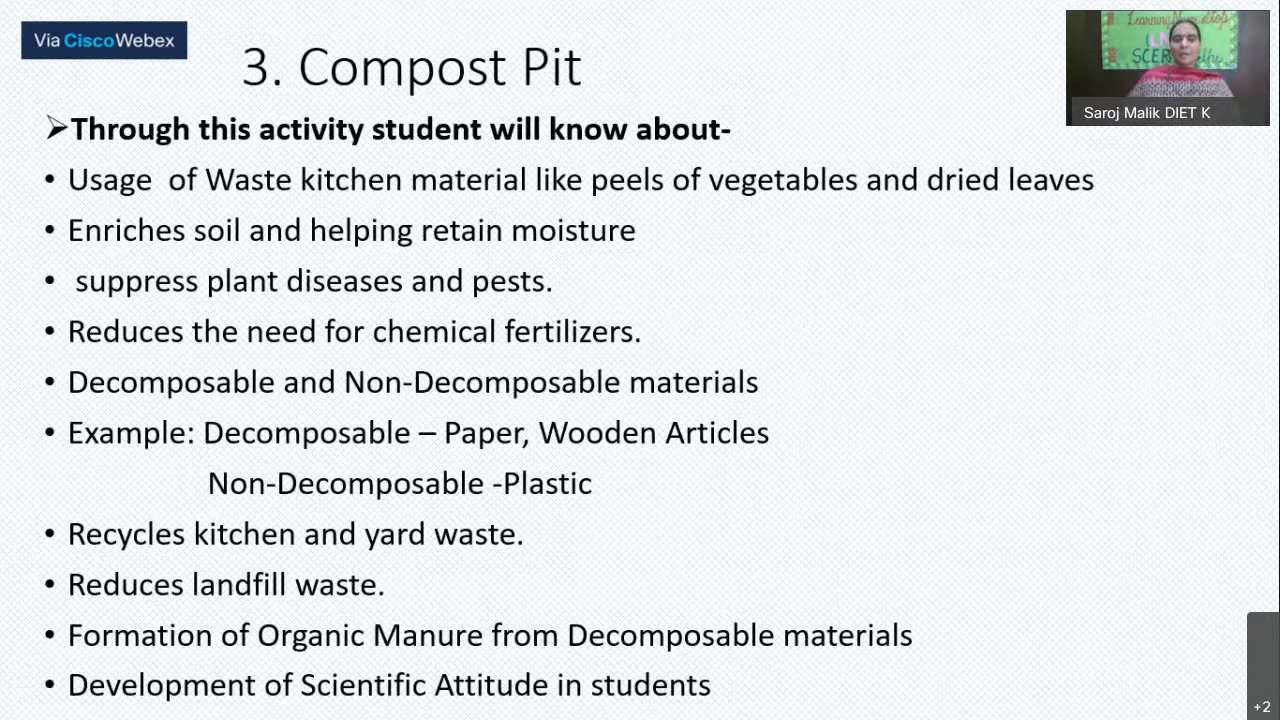 Via CiscoWebex
3. Compost Pit
Learning Never Stop
SCER
Saroj Malik DIET K
➢Through this activity student will know about-
• Usage of Waste kitchen material like peels of vegetables and dried leaves
• Enriches soil and helping retain moisture
• suppress plant diseases and pests.
• Reduces the need for chemical fertilizers.
• Decomposable and Non-Decomposable materials
• Example: Decomposable – Paper, Wooden Articles
Non-Decomposable -Plastic
• Recycles kitchen and yard waste.
• Reduces landfill waste.
• Formation of Organic Manure from Decomposable materials
• Development of Scientific Attitude in students
+2